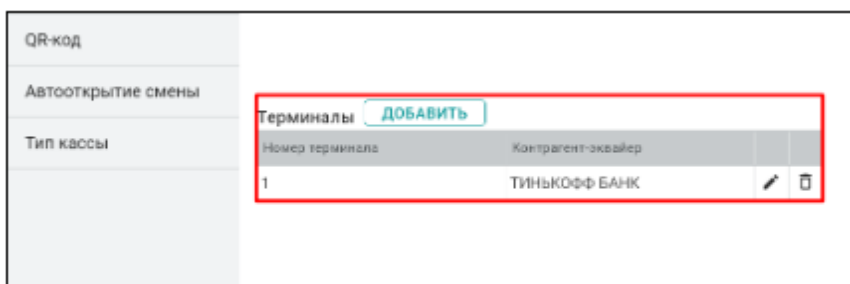 QR-код
Автооткрытие смены
Тип кассы
Терминалы ДОБАВИТЬ
Номер терминала Контрагент-эквайер
1 ТИНЬКОФФ БАНК